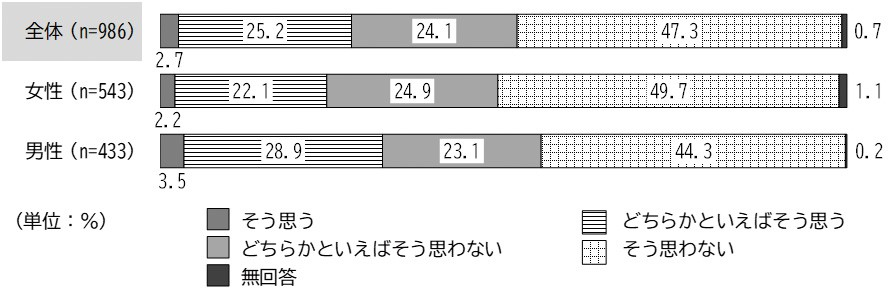 全体（n=986） 25.2 24.1 47.3 0.7
2.7
女性（n=543） 22.1 24.9 49.7 1.1
2.2
男性（n=433） 28.9 23.1 44.3 0.2
3.5
（単位：％） そう思う どちらかといえばそう思う
どちらかといえばそう思わない そう思わない
無回答